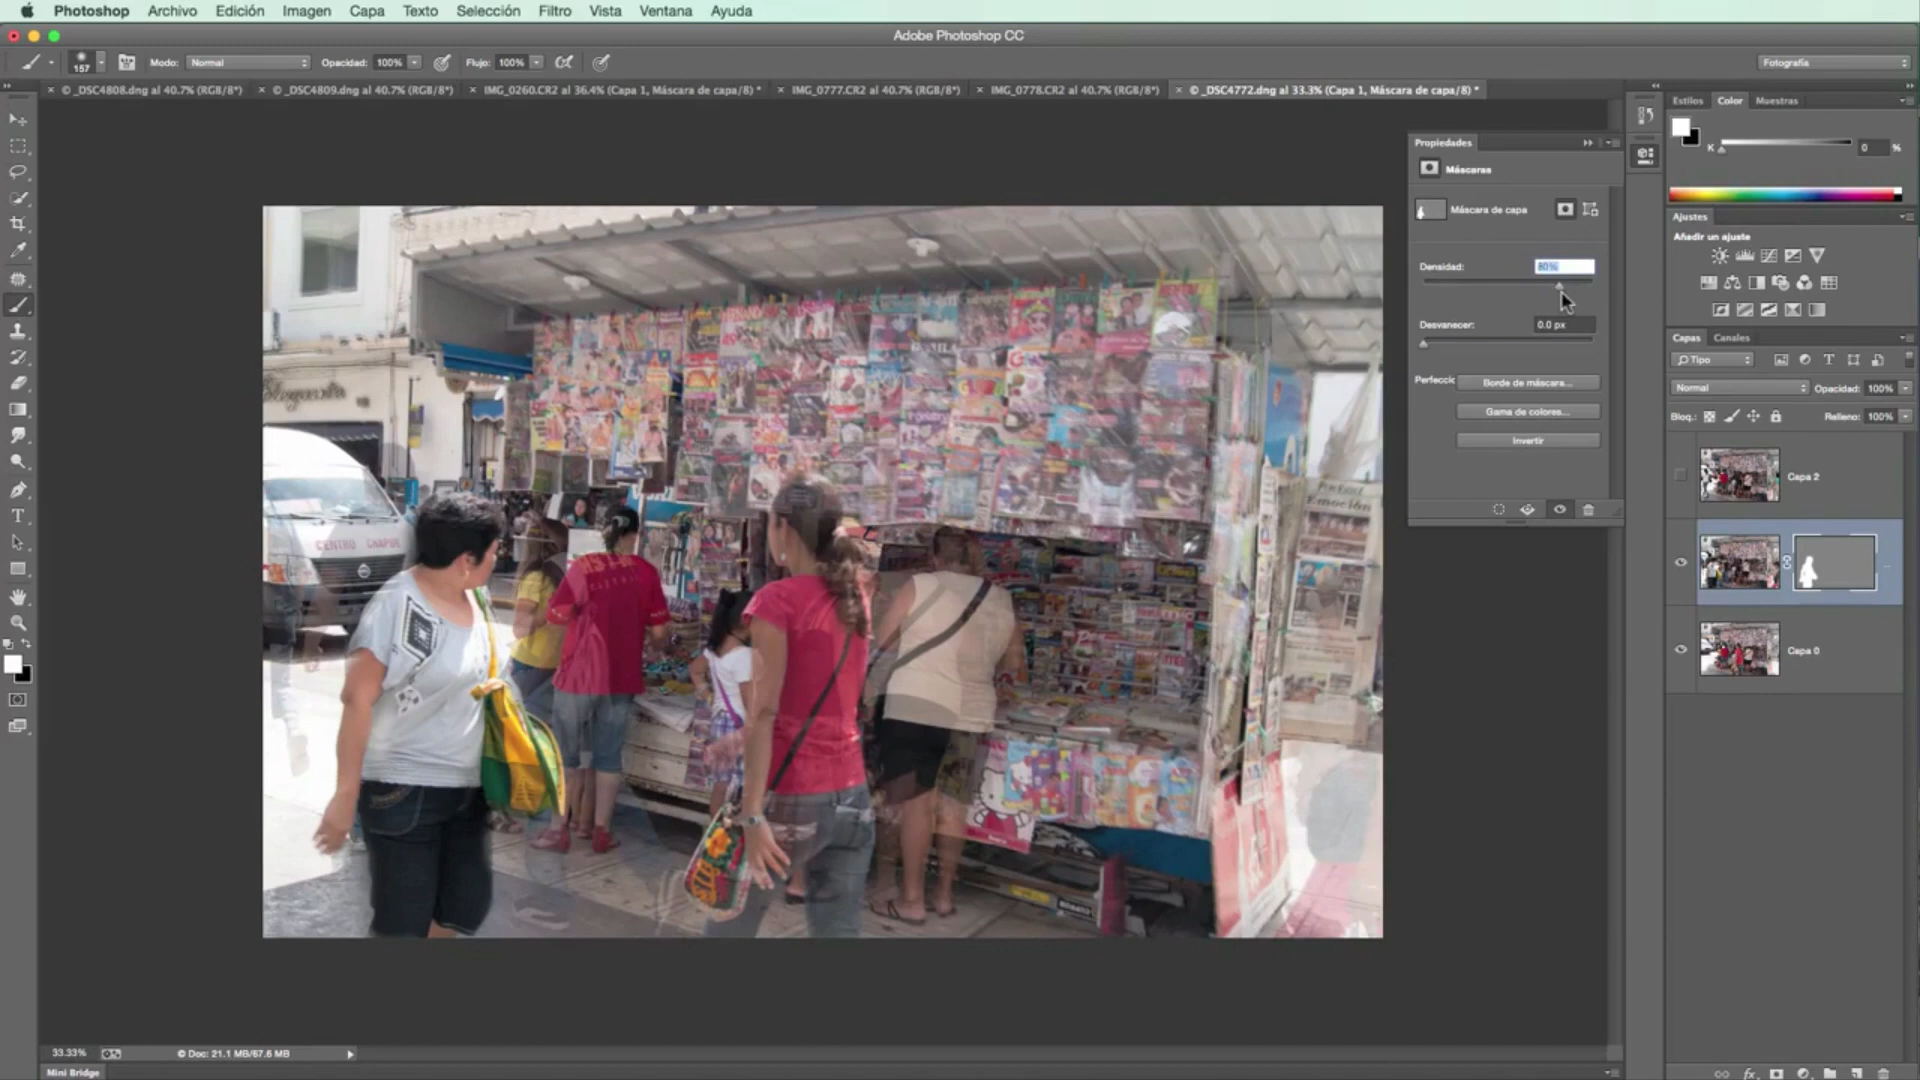 Photoshop Archivo Edición Imagen Capa Texto Selección Filtro Vista Ventana Ayuda
Adobe Photoshop CC
157 Modo: Normal Opacidad: 100% Flujo: 100% Fotografía
× © _DSC4808.dng al 40.7% (RGB/8*) × © _DSC4809.dng al 40.7% (RGB/8*) × IMG_0260.CR2 al 36.4% (Capa 1, Máscara de capa/8) * × IMG_0777.CR2 al 40.7% (RGB/8*) × IMG_0778.CR2 al 40.7% (RGB/8*) × © _DSC4772.dng al 33.3% (Capa 1, Máscara de capa/8) *
Estilos Color Muestras
K 0 %
Propiedades
Máscaras
Máscara de capa
Densidad: 80%
Desvanecer: 0.0 px
Perfeccic Borde de máscara...
Gama de colores...
Invertir
Ajustes
Añadir un ajuste
Capas Canales
Tipo
Normal Opacidad: 100%
Bloq.: Relleno: 100%
Capa 2
Capa 0
CENTRO CHAPUR
Emoción
33.33% © Doc: 21.1 MB/67.6 MB
Mini Bridge